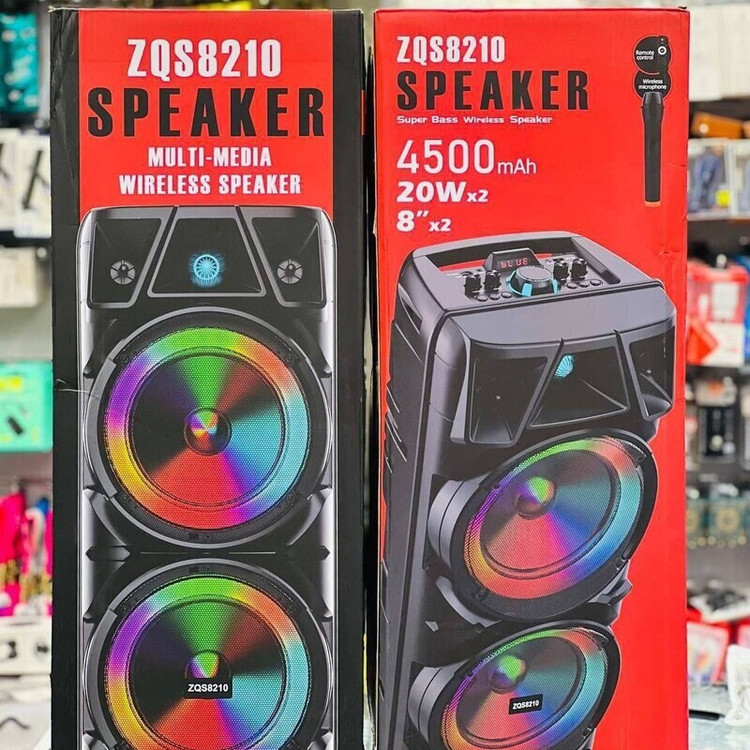 ZQS8210
SPEAKER
MULTI-MEDIA
WIRELESS SPEAKER
ZQS8210
ZQS8210
SPEAKER
Super Bass Wireless Speaker
4500mAh
20Wx2
8”x2
Remote
control
Wireless
microphone
BLUE
ZQS8210